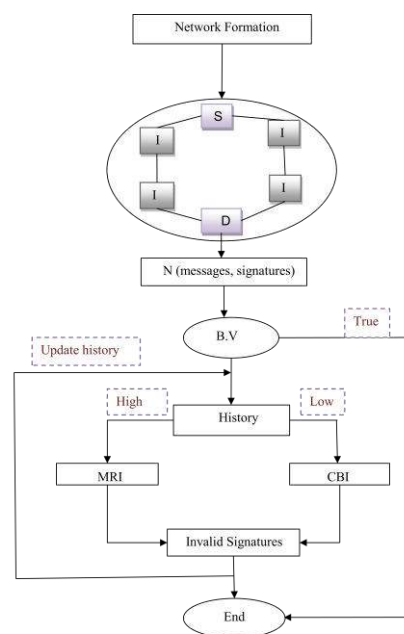 Network Formation
S
I
I
I
I
D
N (messages, signatures)
True
B.V
Update history
High
Low
History
MRI
CBI
Invalid Signatures
End